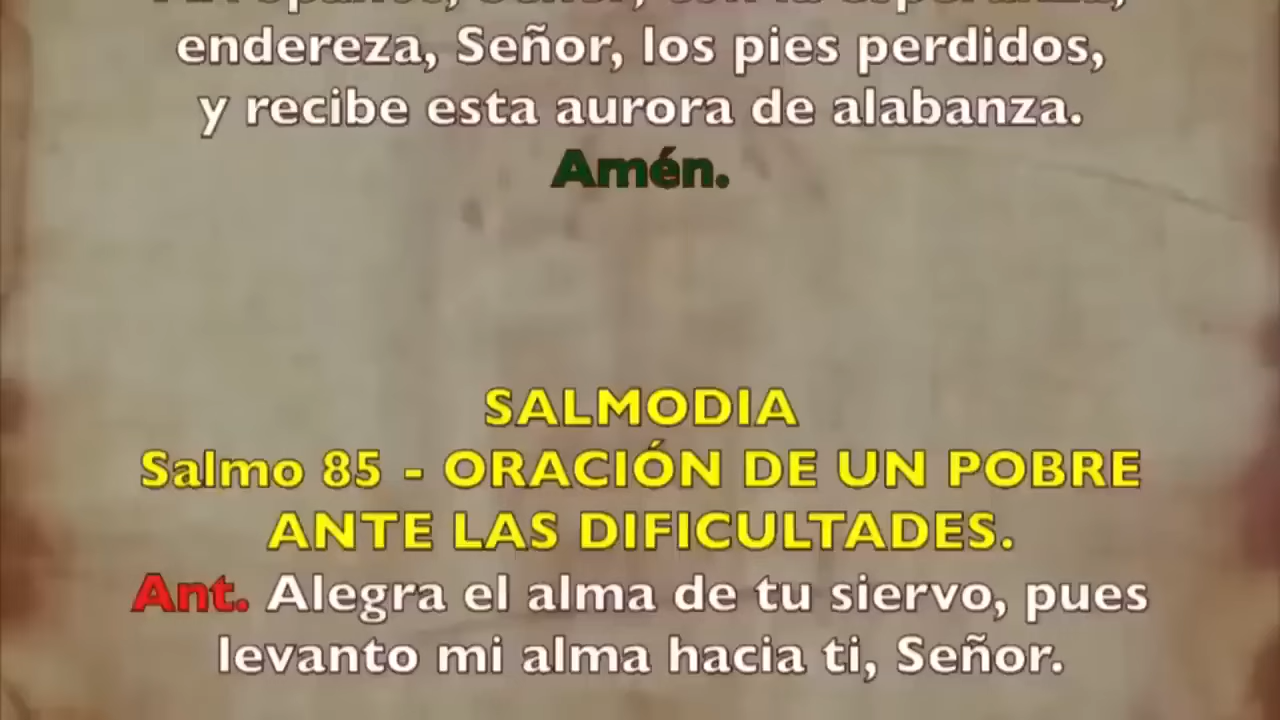 endereza, Señor, los pies perdidos,
y recibe esta aurora de alabanza.
Amén.
SALMODIA
Salmo 85 - ORACIÓN DE UN POBRE
ANTE LAS DIFICULTADES.
Ant. Alegra el alma de tu siervo, pues
levanto mi alma hacia ti, Señor.